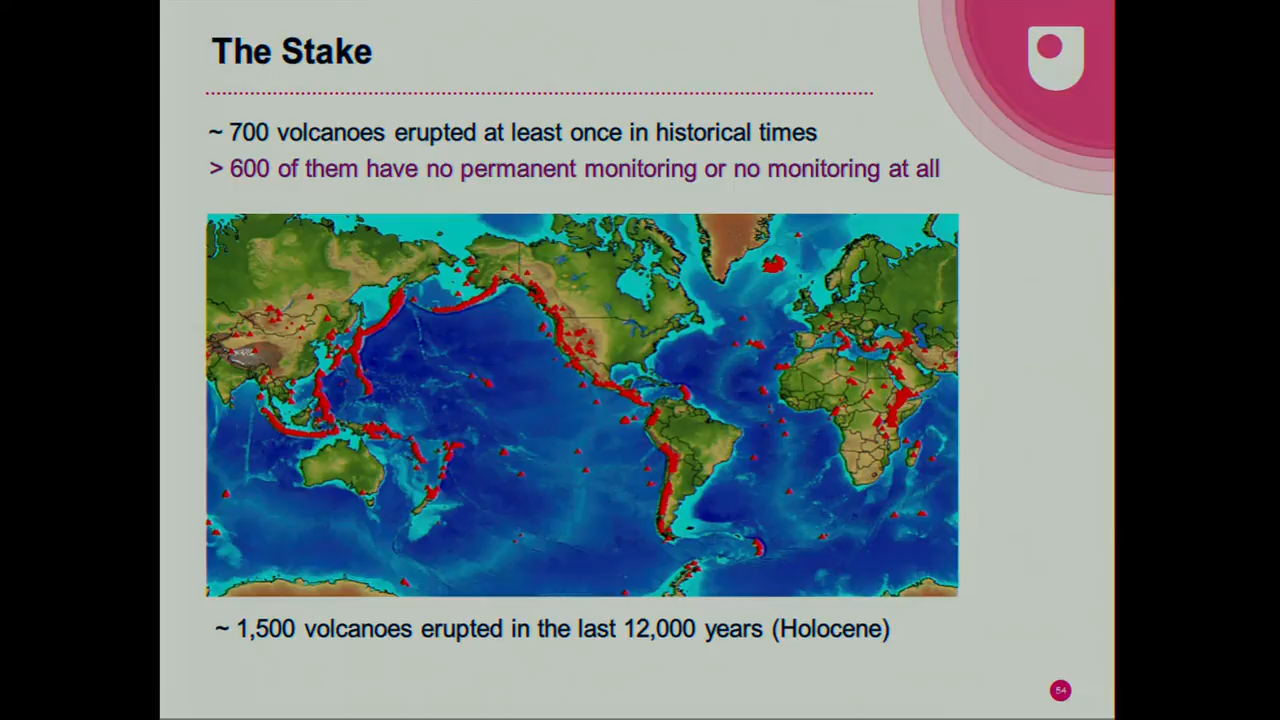 The Stake
~ 700 volcanoes erupted at least once in historical times
> 600 of them have no permanent monitoring or no monitoring at all
~ 1,500 volcanoes erupted in the last 12,000 years (Holocene)
54